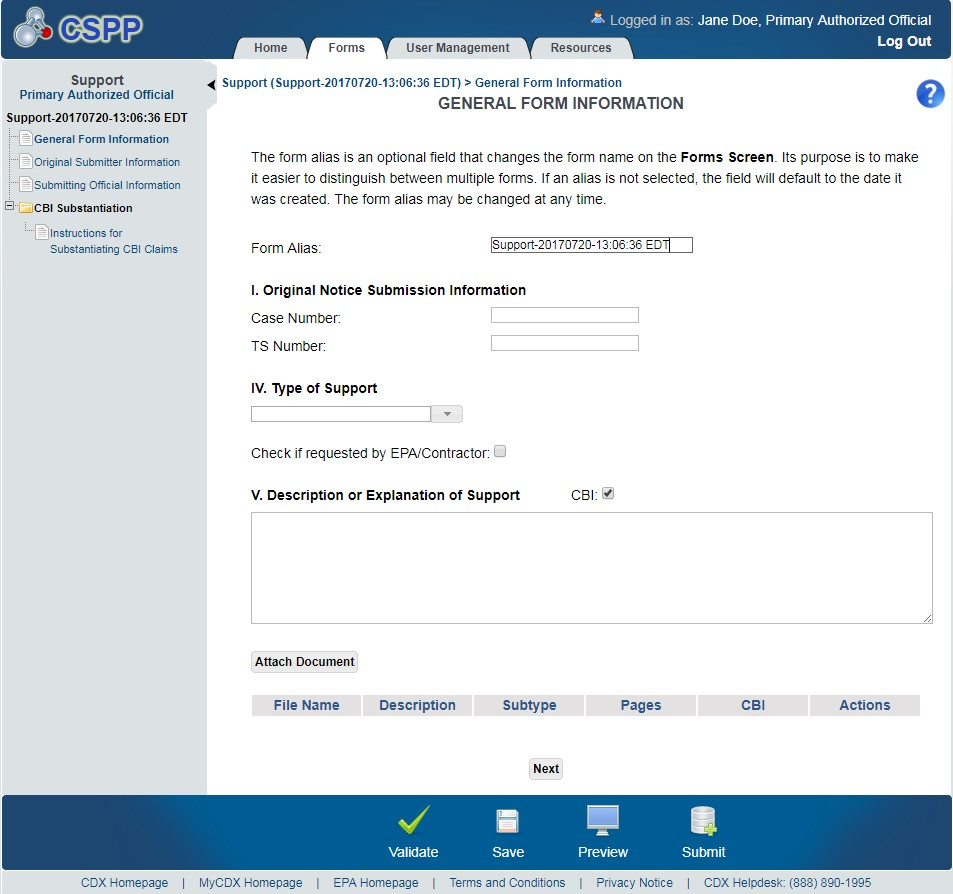 CSPP
Logged in as: Jane Doe, Primary Authorized Official
Log Out
Home
Forms
User Management
Resources
Support
Primary Authorized Official
Support-20170720-13:06:36 EDT
General Form Information
Original Submitter Information
Submitting Official Information
CBI Substantiation
Instructions for
Substantiating CBI Claims
Support (Support-20170720-13:06:36 EDT) > General Form Information
GENERAL FORM INFORMATION
?
The form alias is an optional field that changes the form name on the Forms Screen. Its purpose is to make
it easier to distinguish between multiple forms. If an alias is not selected, the field will default to the date it
was created. The form alias may be changed at any time.
Form Alias: Support-20170720-13:06:36 EDT
I. Original Notice Submission Information
Case Number:
TS Number:
IV. Type of Support
Check if requested by EPA/Contractor:
V. Description or Explanation of Support CBI:
Attach Document
File Name Description Subtype Pages CBI Actions
Next
Validate Save Preview Submit
CDX Homepage | MyCDX Homepage | EPA Homepage | Terms and Conditions | Privacy Notice | CDX Helpdesk: (888) 890-1995